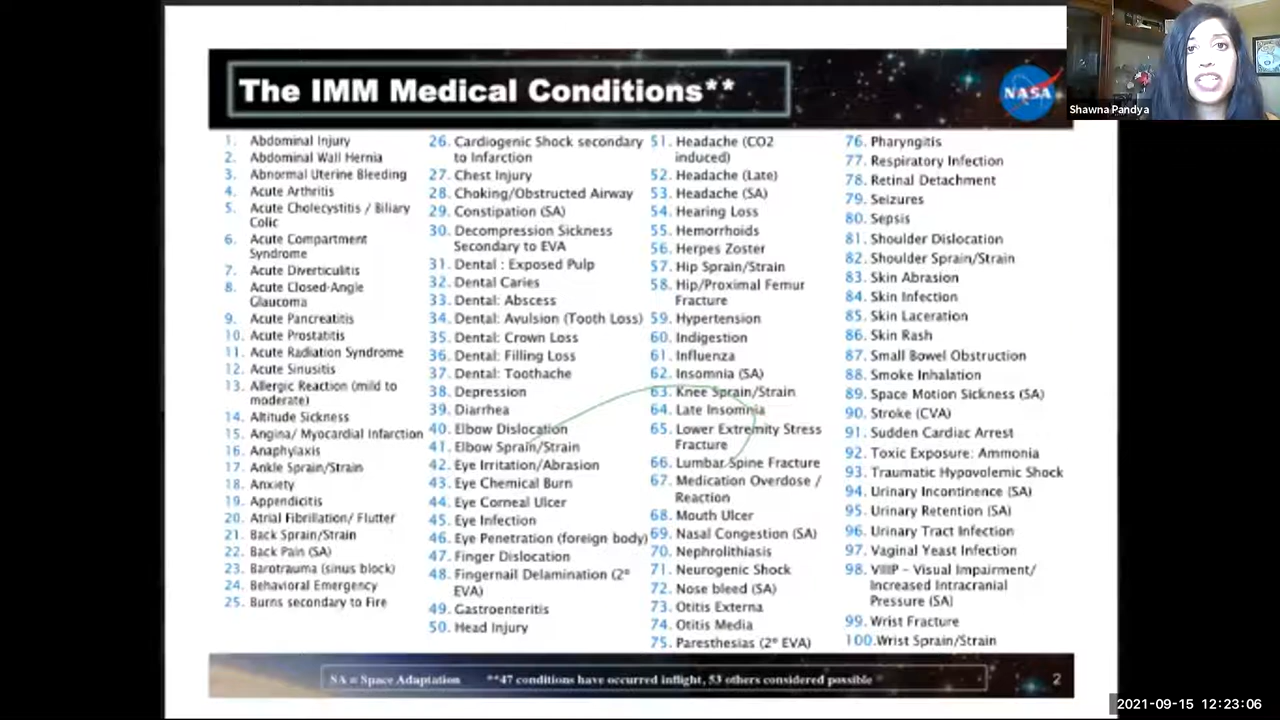 The IMM Medical Conditions**
NASA
Shawna Pandya
1. Abdominal Injury
2. Abdominal Wall Hernia
3. Abnormal Uterine Bleeding
4. Acute Arthritis
5. Acute Cholecystitis / Biliary
Colic
6. Acute Compartment
Syndrome
7. Acute Diverticulitis
8. Acute Closed-Angle
Glaucoma
9. Acute Pancreatitis
10. Acute Prostatitis
11. Acute Radiation Syndrome
12. Acute Sinusitis
13. Allergic Reaction (mild to
moderate)
14. Altitude Sickness
15. Angina/ Myocardial Infarction
16. Anaphylaxis
17. Ankle Sprain/Strain
18. Anxiety
19. Appendicitis
20. Atrial Fibrillation/ Flutter
21. Back Sprain/Strain
22. Back Pain (SA)
23. Barotrauma (sinus block)
24. Behavioral Emergency
25. Burns secondary to Fire
26. Cardiogenic Shock secondary
to Infarction
27. Chest Injury
28. Choking/Obstructed Airway
29. Constipation (SA)
30. Decompression Sickness
Secondary to EVA
31. Dental : Exposed Pulp
32. Dental Caries
33. Dental: Abscess
34. Dental: Avulsion (Tooth Loss)
35. Dental: Crown Loss
36. Dental: Filling Loss
37. Dental: Toothache
38. Depression
39. Diarrhea
40. Elbow Dislocation
41. Elbow Sprain/Strain
42. Eye Irritation/Abrasion
43. Eye Chemical Burn
44. Eye Corneal Ulcer
45. Eye Infection
46. Eye Penetration (foreign body)
47. Finger Dislocation
48. Fingernail Delamination (2°
EVA)
49. Gastroenteritis
50. Head Injury
51. Headache (CO2
induced)
52. Headache (Late)
53. Headache (SA)
54. Hearing Loss
55. Hemorrhoids
56. Herpes Zoster
57. Hip Sprain/Strain
58. Hip/Proximal Femur
Fracture
59. Hypertension
60. Indigestion
61. Influenza
62. Insomnia (SA)
63. Knee Sprain/Strain
64. Late Insomnia
65. Lower Extremity Stress
Fracture
66. Lumbar Spine Fracture
67. Medication Overdose /
Reaction
68. Mouth Ulcer
69. Nasal Congestion (SA)
70. Nephrolithiasis
71. Neurogenic Shock
72. Nose bleed (SA)
73. Otitis Externa
74. Otitis Media
75. Paresthesias (2° EVA)
76. Pharyngitis
77. Respiratory Infection
78. Retinal Detachment
79. Seizures
80. Sepsis
81. Shoulder Dislocation
82. Shoulder Sprain/Strain
83. Skin Abrasion
84. Skin Infection
85. Skin Laceration
86. Skin Rash
87. Small Bowel Obstruction
88. Smoke Inhalation
89. Space Motion Sickness (SA)
90. Stroke (CVA)
91. Sudden Cardiac Arrest
92. Toxic Exposure: Ammonia
93. Traumatic Hypovolemic Shock
94. Urinary Incontinence (SA)
95. Urinary Retention (SA)
96. Urinary Tract Infection
97. Vaginal Yeast Infection
98. VIIIP – Visual Impairment/
Increased Intracranial
Pressure (SA)
99. Wrist Fracture
100. Wrist Sprain/Strain
SA = Space Adaptation **47 conditions have occurred inflight, 53 others considered possible
2
2021-09-15 12:23:06